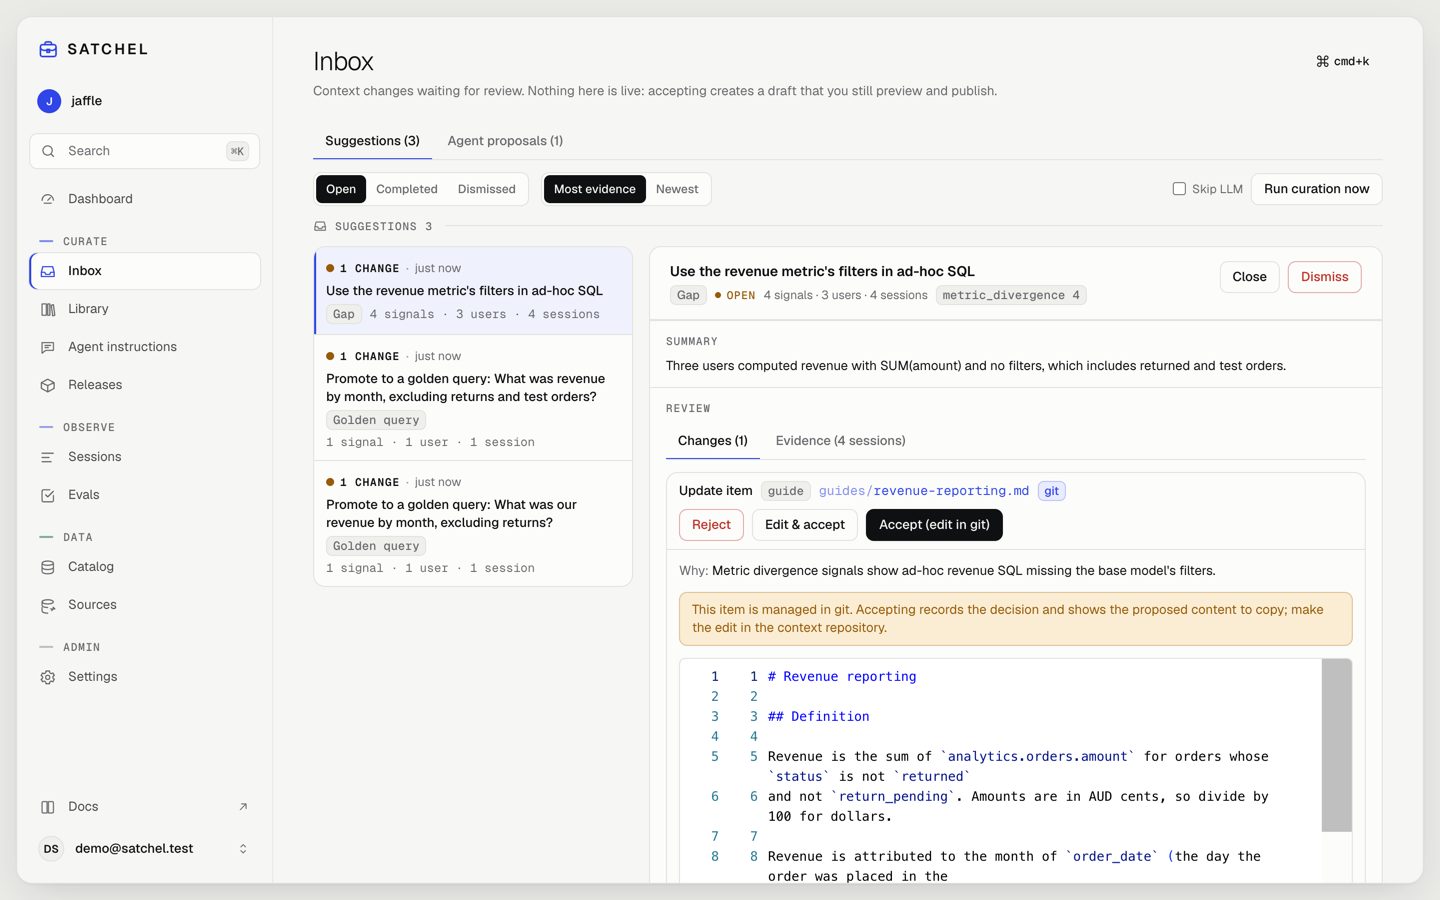 SATCHEL
J jaffle
Search ⌘K
Dashboard
CURATE
Inbox
Library
Agent instructions
Releases
OBSERVE
Sessions
Evals
DATA
Catalog
Sources
ADMIN
Settings
Docs
DS demo@satchel.test
Inbox
⌘ cmd+k
Context changes waiting for review. Nothing here is live: accepting creates a draft that you still preview and publish.
Suggestions (3) Agent proposals (1)
Open Completed Dismissed Most evidence Newest
Skip LLM Run curation now
SUGGESTIONS 3
1 CHANGE · just now
Use the revenue metric's filters in ad-hoc SQL
Gap 4 signals · 3 users · 4 sessions
1 CHANGE · just now
Promote to a golden query: What was revenue
by month, excluding returns and test orders?
Golden query
1 signal · 1 user · 1 session
1 CHANGE · just now
Promote to a golden query: What was our
revenue by month, excluding returns?
Golden query
1 signal · 1 user · 1 session
Use the revenue metric's filters in ad-hoc SQL
Gap OPEN 4 signals · 3 users · 4 sessions metric_divergence 4
Close Dismiss
SUMMARY
Three users computed revenue with SUM(amount) and no filters, which includes returned and test orders.
REVIEW
Changes (1) Evidence (4 sessions)
Update item guide guides/revenue-reporting.md git
Reject Edit & accept Accept (edit in git)
Why: Metric divergence signals show ad-hoc revenue SQL missing the base model's filters.
This item is managed in git. Accepting records the decision and shows the proposed content to copy; make
the edit in the context repository.
1 1 # Revenue reporting
2 2
3 3 ## Definition
4 4
5 5 Revenue is the sum of `analytics.orders.amount` for orders whose
`status` is not `returned`
6 6 and not `return_pending`. Amounts are in AUD cents, so divide by
100 for dollars.
7 7
8 8 Revenue is attributed to the month of `order_date` (the day the
order was placed in the